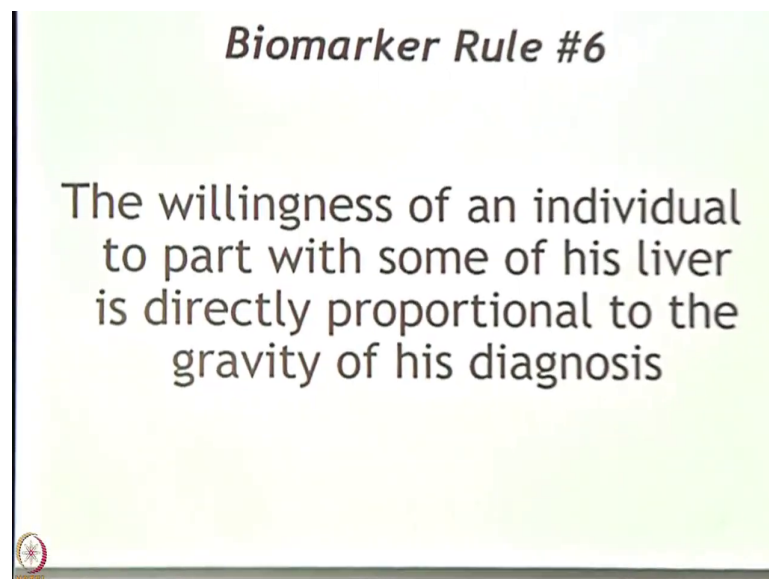 Biomarker Rule #6
The willingness of an individual
to part with some of his liver
is directly proportional to the
gravity of his diagnosis